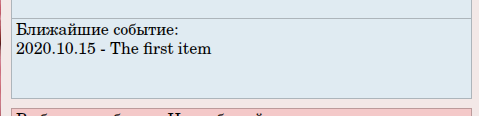 Ближайшие событие:
2020.10.15 - The first item